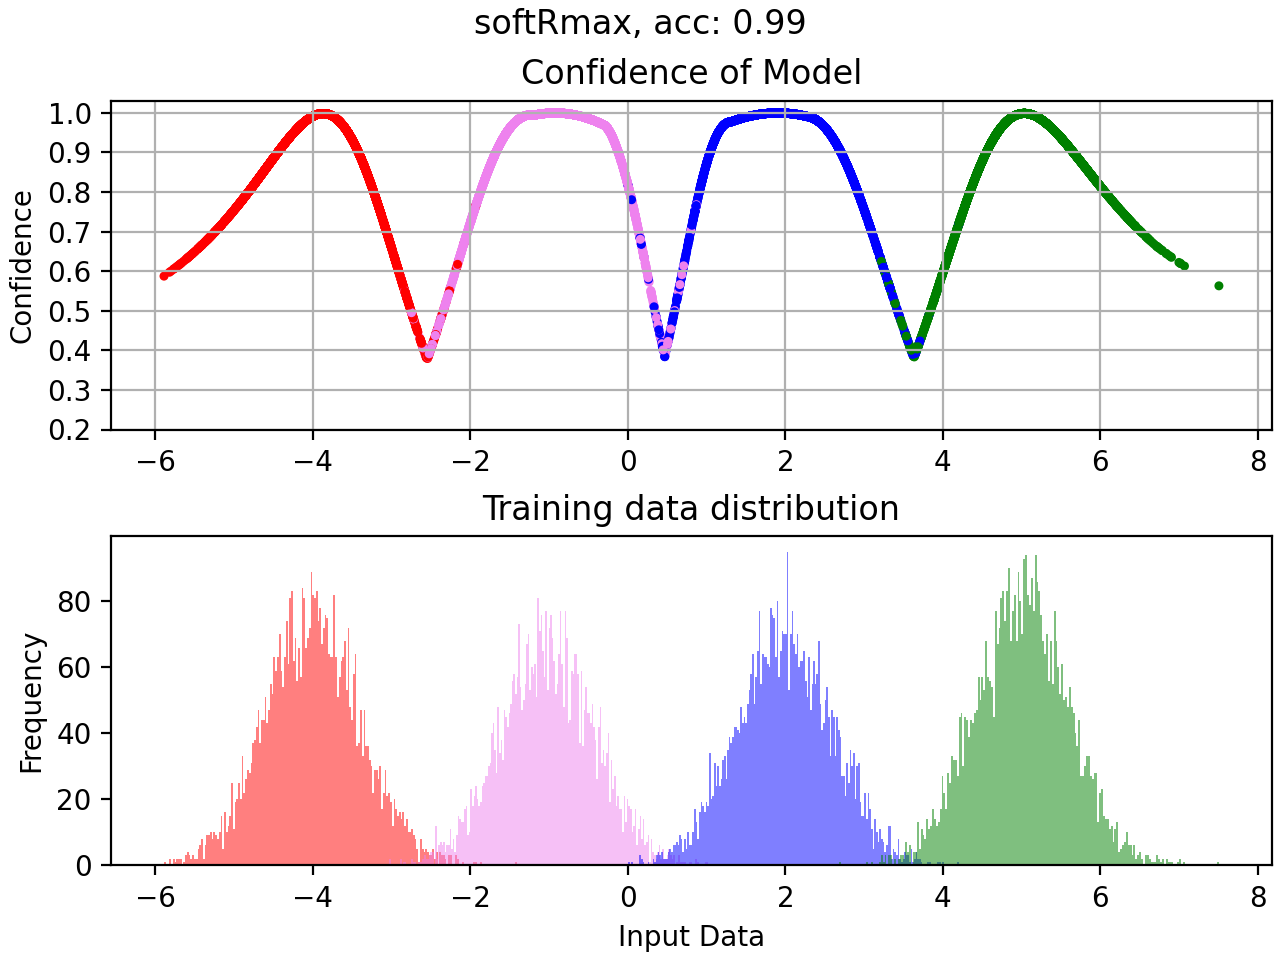 softRmax, acc: 0.99
Confidence of Model
Confidence
1.0
0.9
0.8
0.7
0.6
0.5
0.4
0.3
0.2
−6 −4 −2 0 2 4 6 8
Training data distribution
Frequency
80
60
40
20
0
−6 −4 −2 0 2 4 6 8
Input Data